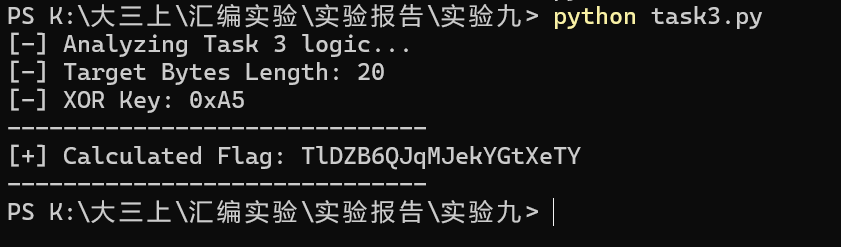 PS K:\大三上\汇编实验\实验报告\实验九> python task3.py
[-] Analyzing Task 3 logic...
[-] Target Bytes Length: 20
[-] XOR Key: 0xA5
------------------------------
[+] Calculated Flag: TlDZB6QJqMJekYGtXeTY
------------------------------
PS K:\大三上\汇编实验\实验报告\实验九>